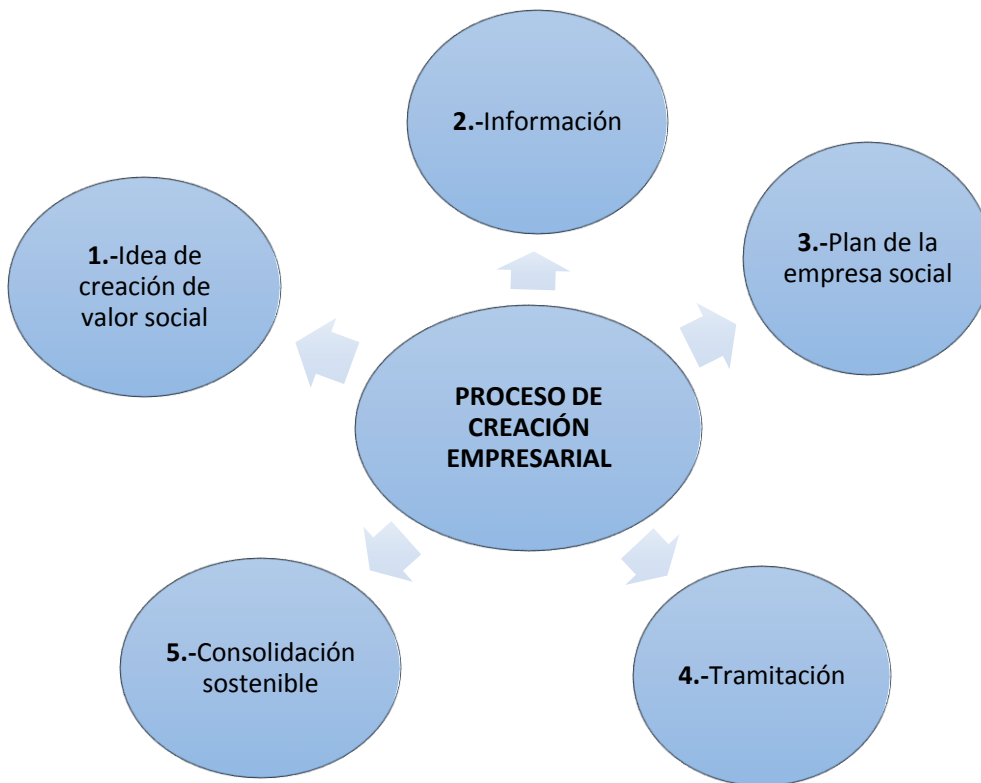 1.-Idea de
creación de
valor social
2.-Información
3.-Plan de la
empresa social
4.-Tramitación
5.-Consolidación
sostenible
PROCESO DE
CREACIÓN
EMPRESARIAL